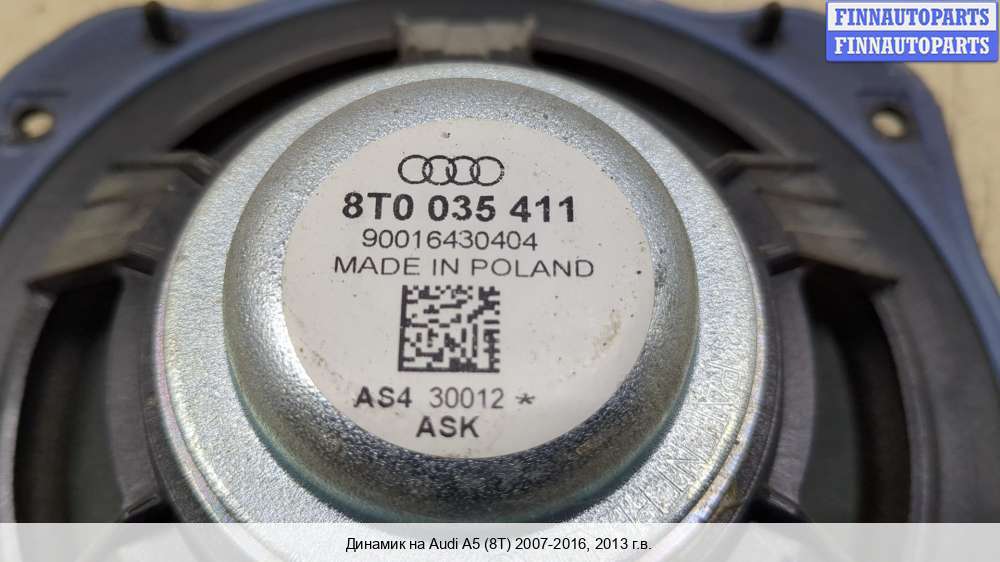 FINNAUTOPARTS
FINNAUTOPARTS
8T0 035 411
90016430404
MADE IN POLAND
AS4 30012 *
ASK
Динамик на Audi A5 (8T) 2007-2016, 2013 г.в.